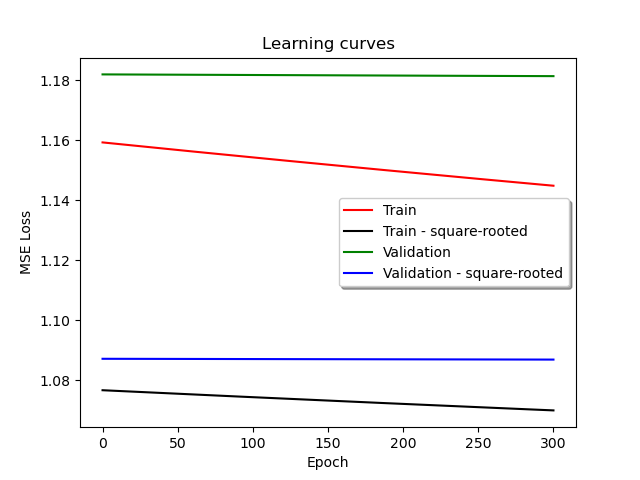 Learning curves
MSE Loss
1.18
1.16
1.14
1.12
1.10
1.08
Train
Train - square-rooted
Validation
Validation - square-rooted
0 50 100 150 200 250 300
Epoch